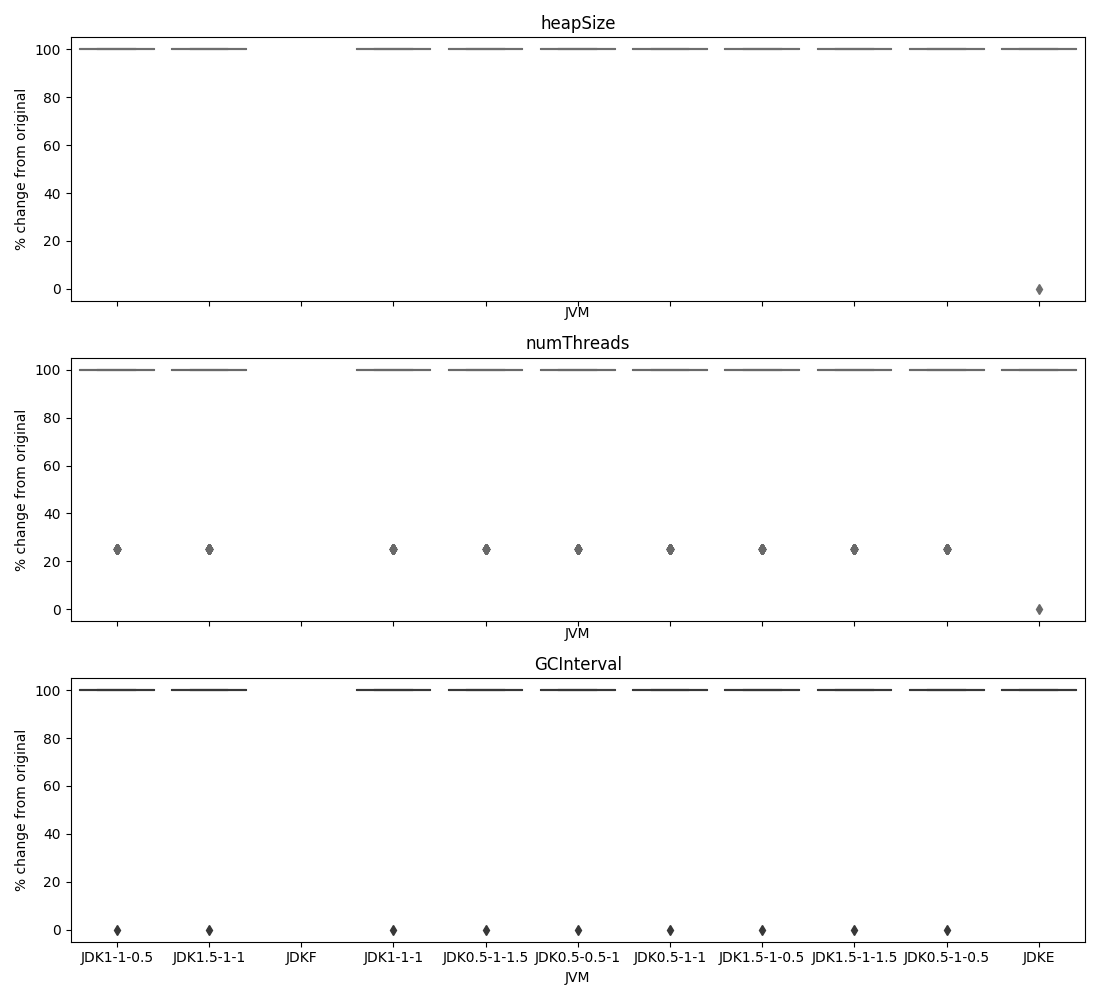 heapSize
% change from original
100
80
60
40
20
0
JVM
numThreads
% change from original
100
80
60
40
20
0
JVM
GCInterval
% change from original
100
80
60
40
20
0
JDK1-1-0.5 JDK1.5-1-1 JDKF JDK1-1-1 JDK0.5-1-1.5 JDK0.5-0.5-1 JDK0.5-1-1 JDK1.5-1-0.5 JDK1.5-1-1.5 JDK0.5-1-0.5 JDKE
JVM